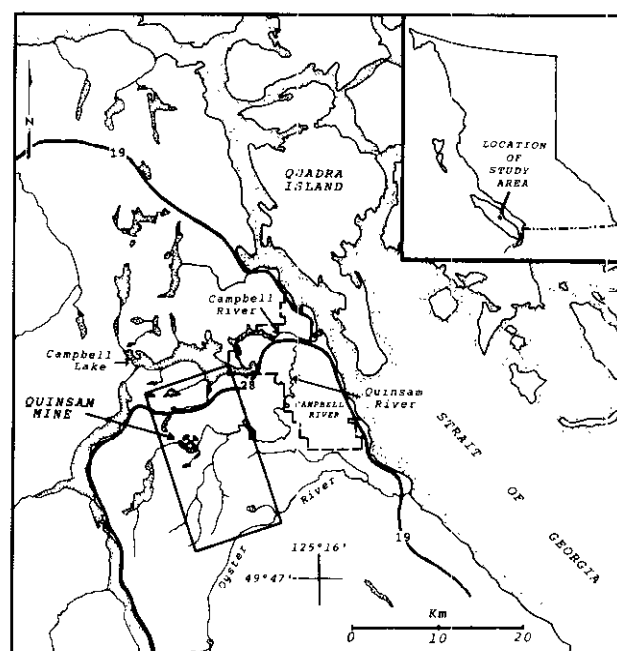 N
19
QUADRA
ISLAND
LOCATION
OF
STUDY
AREA
Campbell
River
Campbell
Lake
28
QUINSAM
MINE
Quinsam
River
CAMPBELL
RIVER
STRAIT
OF
GEORGIA
Oyster River
125°16'
49°47'
19
Km
0 10 20